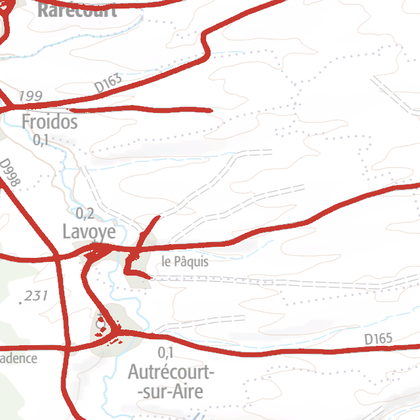 Rarécourt
D163
199
Froidos
0,1
D998
0,2
Lavoye
le Pâquis
231
D165
adence
0,1
Autrécourt-
-sur-Aire